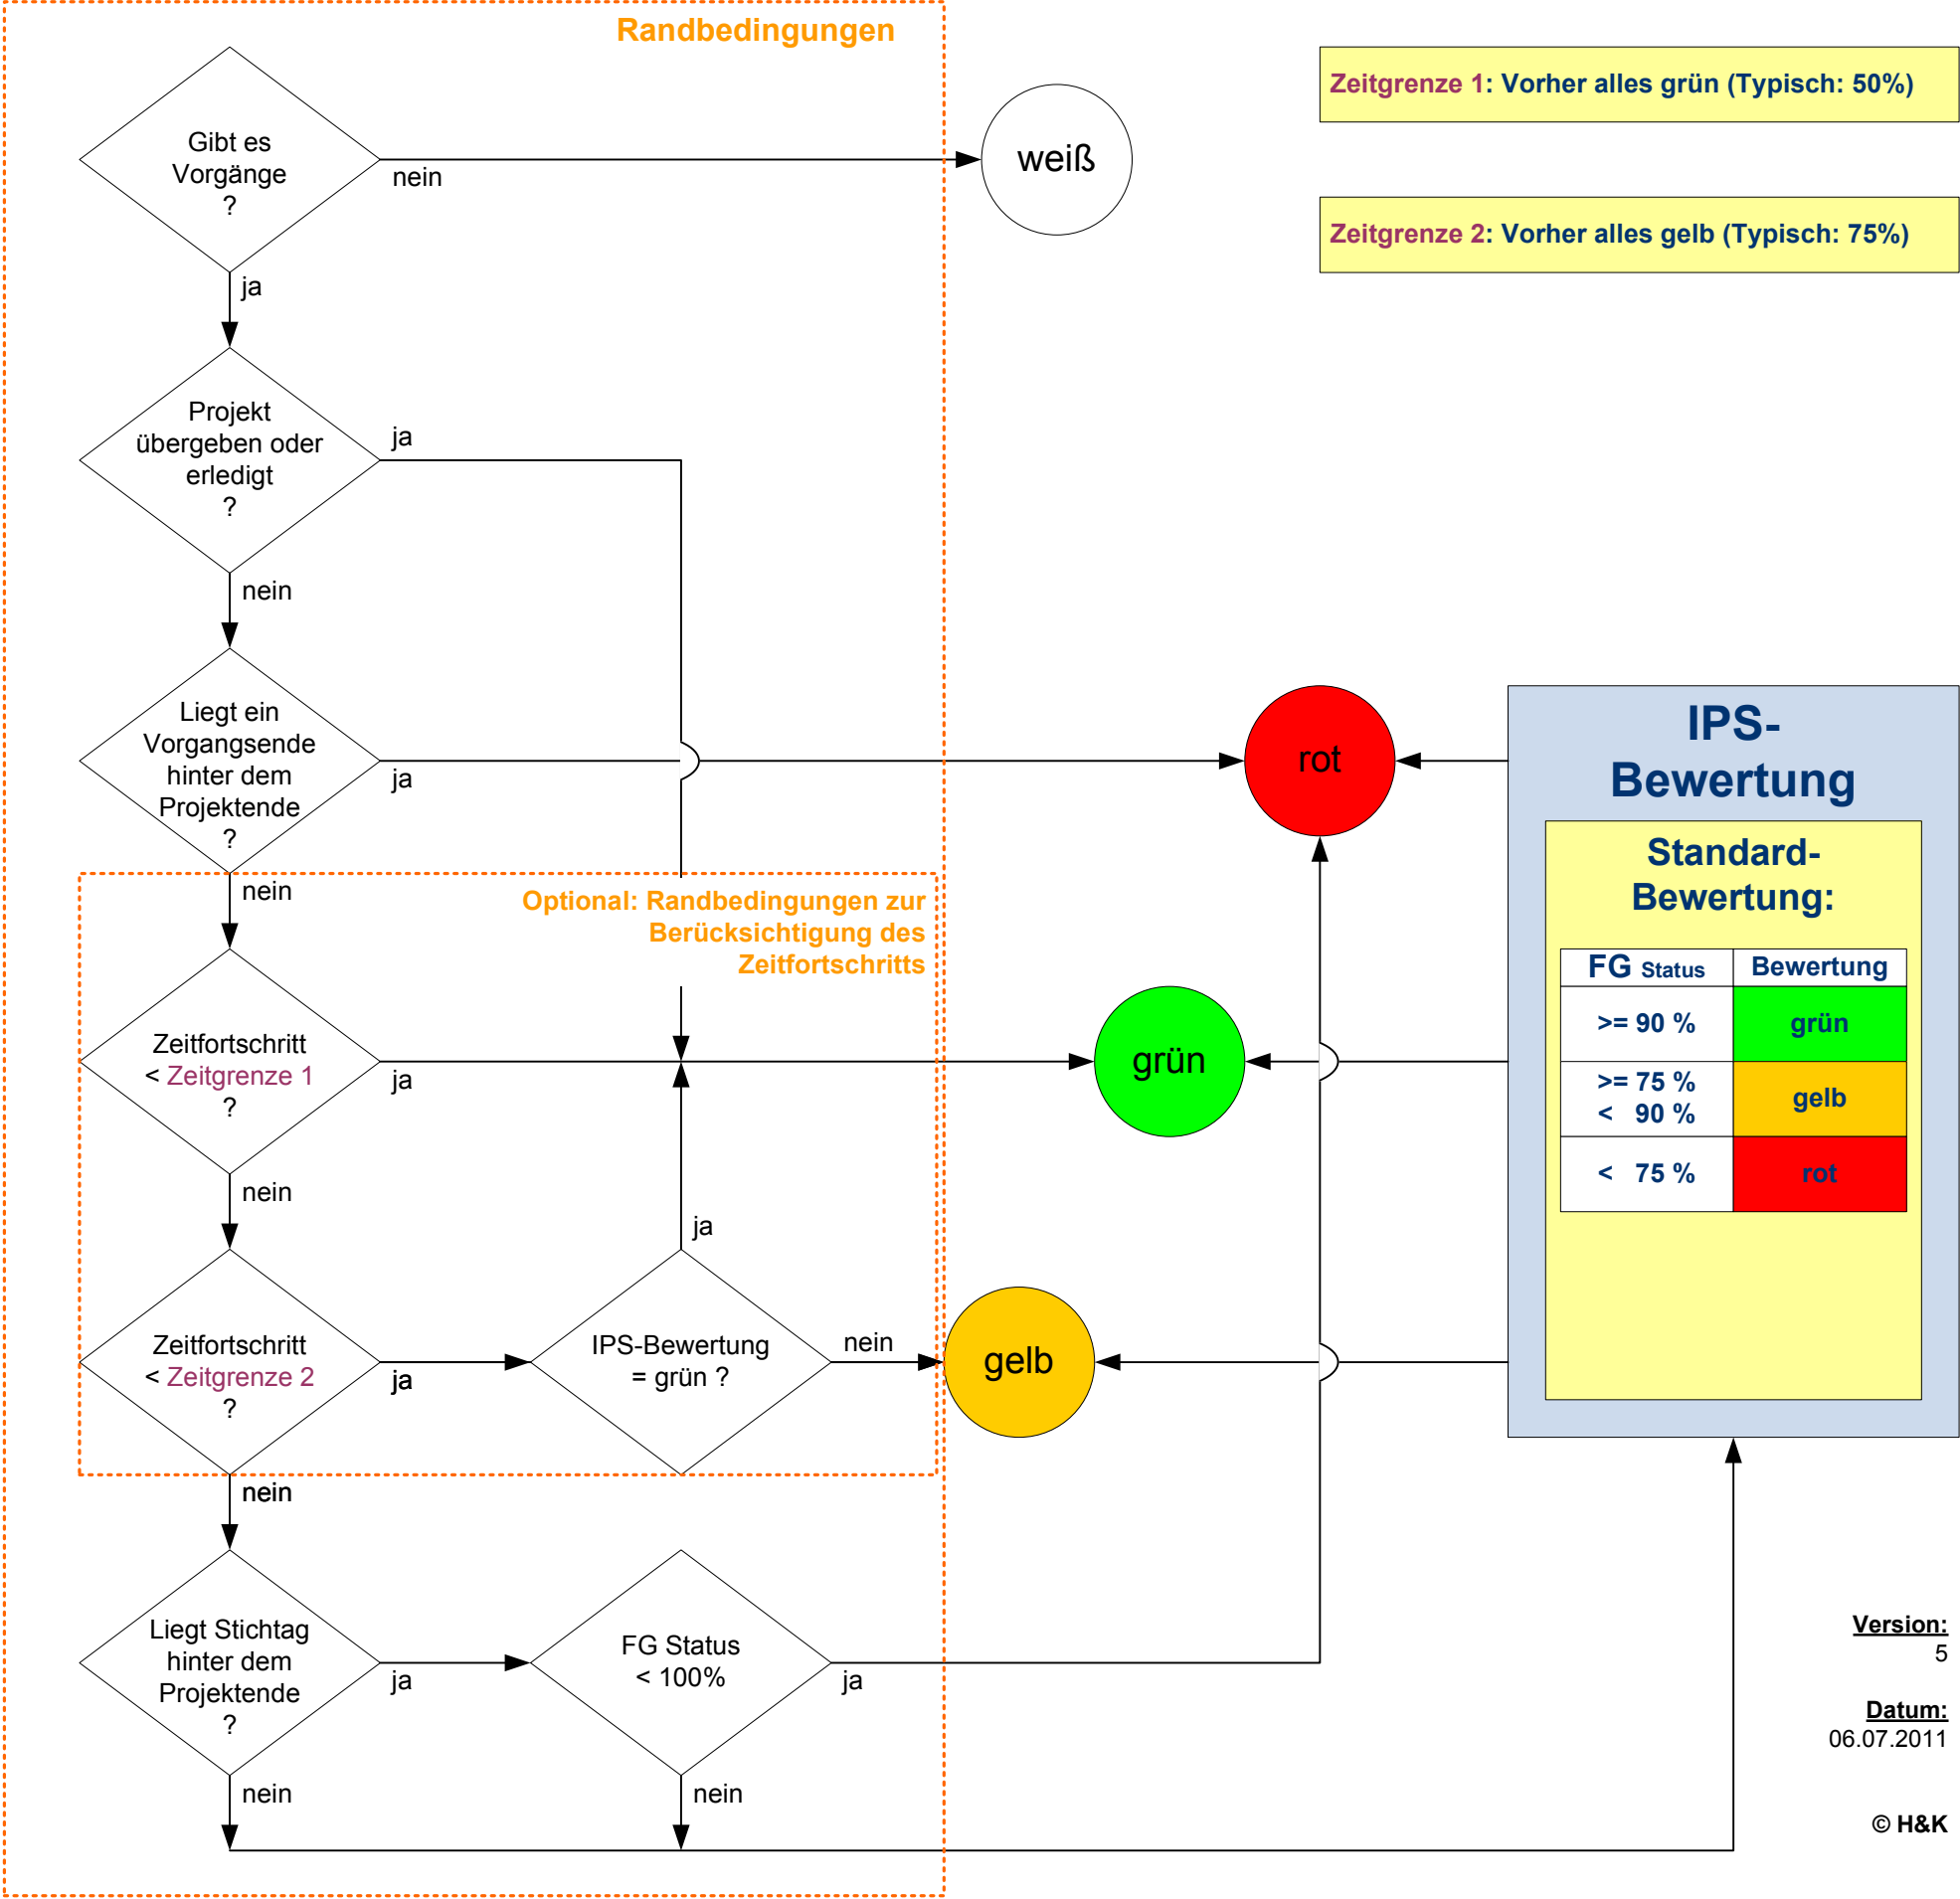 Randbedingungen
Zeitgrenze 1: Vorher alles grün (Typisch: 50%)
Gibt es
Vorgänge
?
nein
weiß
Zeitgrenze 2: Vorher alles gelb (Typisch: 75%)
ja
Projekt
übergeben oder
erledigt
?
ja
nein
Liegt ein
Vorgangsende
hinter dem
Projektende
?
ja
rot
nein
IPS-
Bewertung
Standard-
Bewertung:
FG Status Bewertung
>= 90 % grün
>= 75 %
< 90 %
gelb
< 75 % rot
Optional: Randbedingungen zur
Berücksichtigung des
Zeitfortschritts
Zeitfortschritt
< Zeitgrenze 1
?
ja
grün
nein
Zeitfortschritt
< Zeitgrenze 2
?
ja
IPS-Bewertung
= grün ?
ja
nein
gelb
nein
Liegt Stichtag
hinter dem
Projektende
?
ja
FG Status
< 100%
ja
nein
nein
Version:
5
Datum:
06.07.2011
© H&K